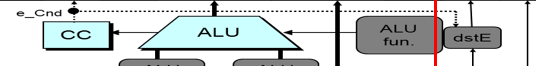 e_Cnd
CC
ALU
ALU
fun.
dstE